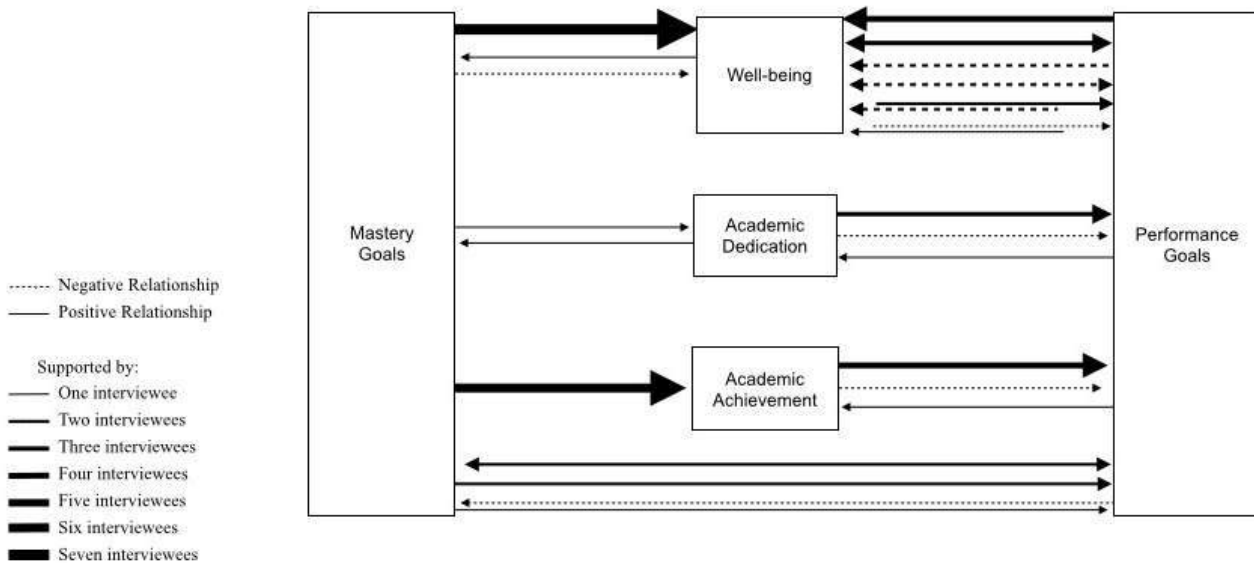 Well-being
Mastery
Goals
Academic
Dedication
Performance
Goals
Academic
Achievement
Negative Relationship
Positive Relationship
Supported by:
One interviewee
Two interviewees
Three interviewees
Four interviewees
Five interviewees
Six interviewees
Seven interviewees